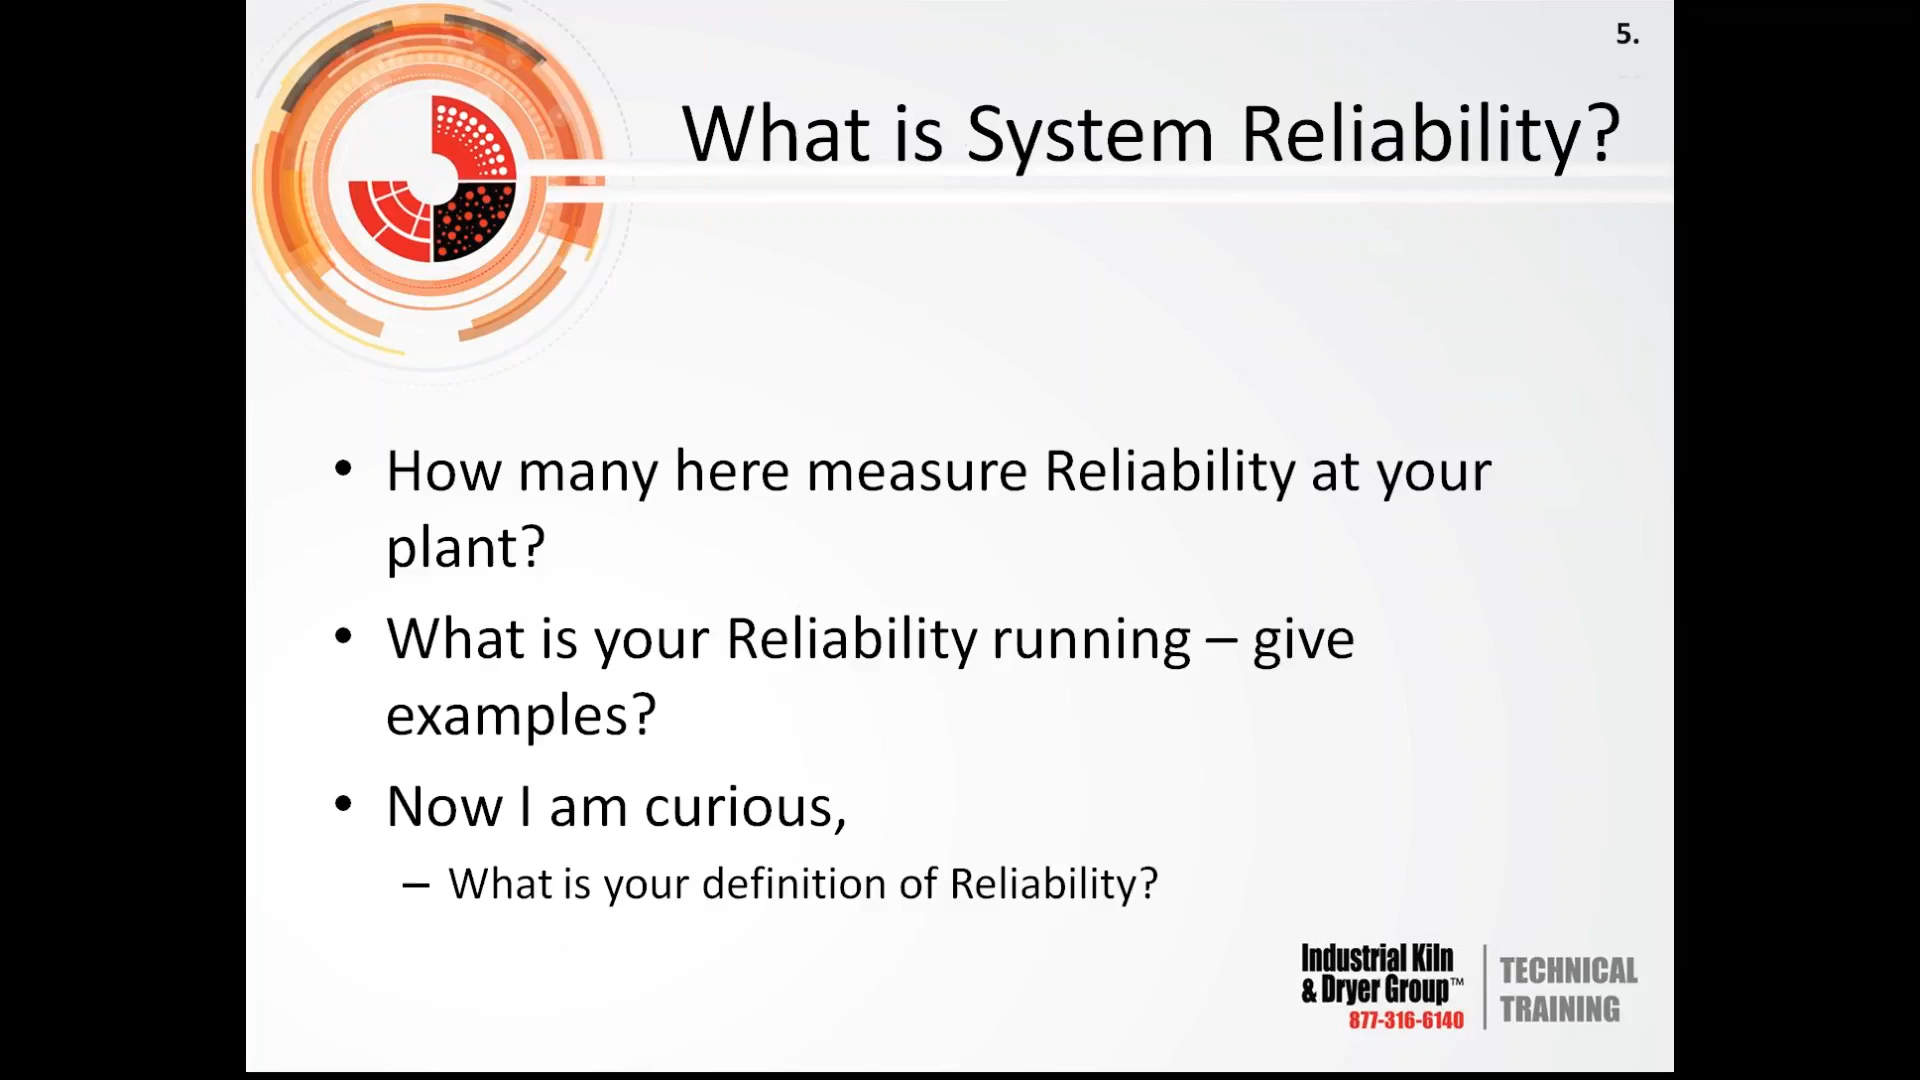 5.
What is System Reliability?
• How many here measure Reliability at your
plant?
• What is your Reliability running – give
examples?
• Now I am curious,
– What is your definition of Reliability?
Industrial Kiln
& Dryer Group™
877-316-6140
TECHNICAL
TRAINING